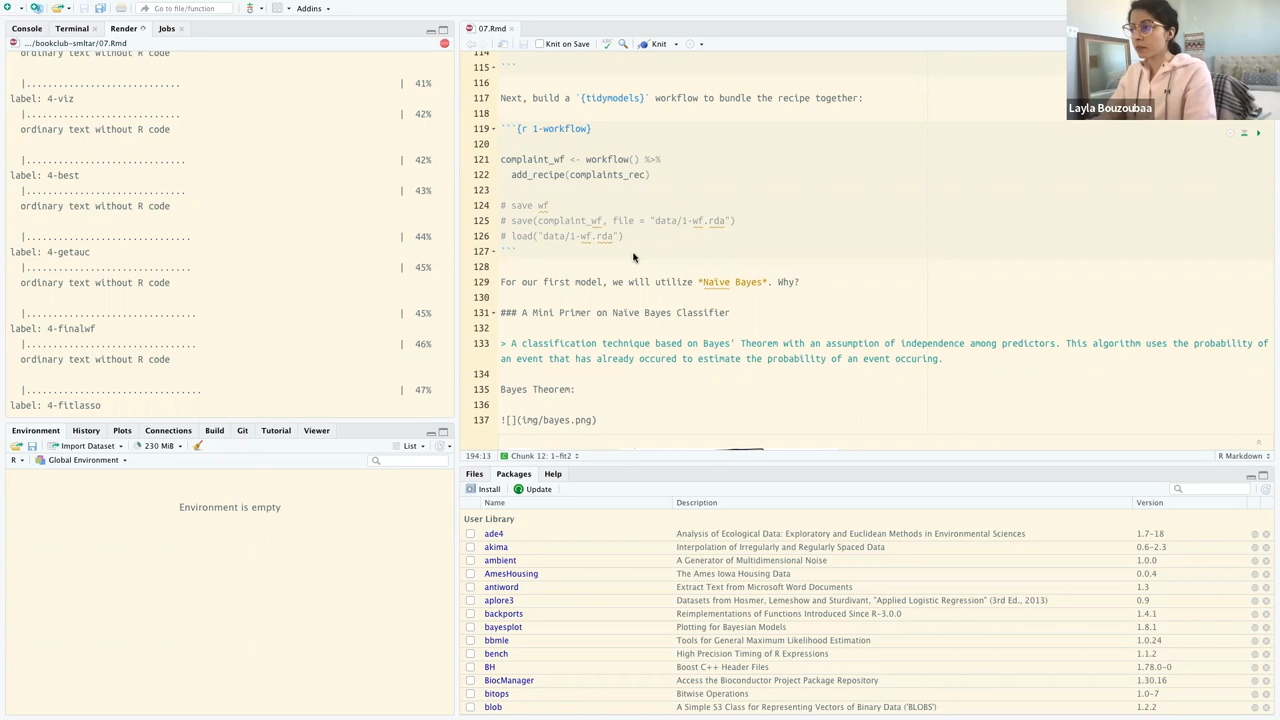 Go to file/function
Addins
Console
Terminal
Render
Jobs
.../bookclub-smltar/07.Rmd
ordinary text without R code
|............................. | 41%
label: 4-viz
|............................. | 42%
ordinary text without R code
|.............................. | 42%
label: 4-best
|.............................. | 43%
ordinary text without R code
|............................... | 44%
label: 4-getauc
|............................... | 45%
ordinary text without R code
|................................ | 45%
label: 4-finalwf
|................................ | 46%
ordinary text without R code
|................................. | 47%
label: 4-fitlasso
07.Rmd
Knit on Save
Knit
114
115 ```
116
117 Next, build a `{tidymodels}` workflow to bundle the recipe together:
118
119 ```{r 1-workflow}
120
121 complaint_wf <- workflow() %>%
122 add_recipe(complaints_rec)
123
124 # save wf
125 # save(complaint_wf, file = "data/1-wf.rda")
126 # load("data/1-wf.rda")
127 ```
128
129 For our first model, we will utilize *Naïve Bayes*. Why?
130
131 ### A Mini Primer on Naïve Bayes Classifier
132
133 > A classification technique based on Bayes' Theorem with an assumption of independence among predictors. This algorithm uses the probability of
an event that has already occured to estimate the probability of an event occuring.
134
135 Bayes Theorem:
136
137 ![](img/bayes.png)
194:13
Chunk 12: 1-fit2
R Markdown
Layla Bouzoubaa
Environment
History
Plots
Connections
Build
Git
Tutorial
Viewer
Import Dataset
230 MiB
List
R
Global Environment
Environment is empty
Files
Packages
Help
Install
Update
Name Description Version
User Library
ade4 Analysis of Ecological Data: Exploratory and Euclidean Methods in Environmental Sciences 1.7-18
akima Interpolation of Irregularly and Regularly Spaced Data 0.6-2.3
ambient A Generator of Multidimensional Noise 1.0.0
AmesHousing The Ames Iowa Housing Data 0.0.4
antiword Extract Text from Microsoft Word Documents 1.3
aplore3 Datasets from Hosmer, Lemeshow and Sturdivant, "Applied Logistic Regression" (3rd Ed., 2013) 0.9
backports Reimplementations of Functions Introduced Since R-3.0.0 1.4.1
bayesplot Plotting for Bayesian Models 1.8.1
bbmle Tools for General Maximum Likelihood Estimation 1.0.24
bench High Precision Timing of R Expressions 1.1.2
BH Boost C++ Header Files 1.78.0-0
BiocManager Access the Bioconductor Project Package Repository 1.30.16
bitops Bitwise Operations 1.0-7
blob A Simple S3 Class for Representing Vectors of Binary Data ('BLOBS') 1.2.2